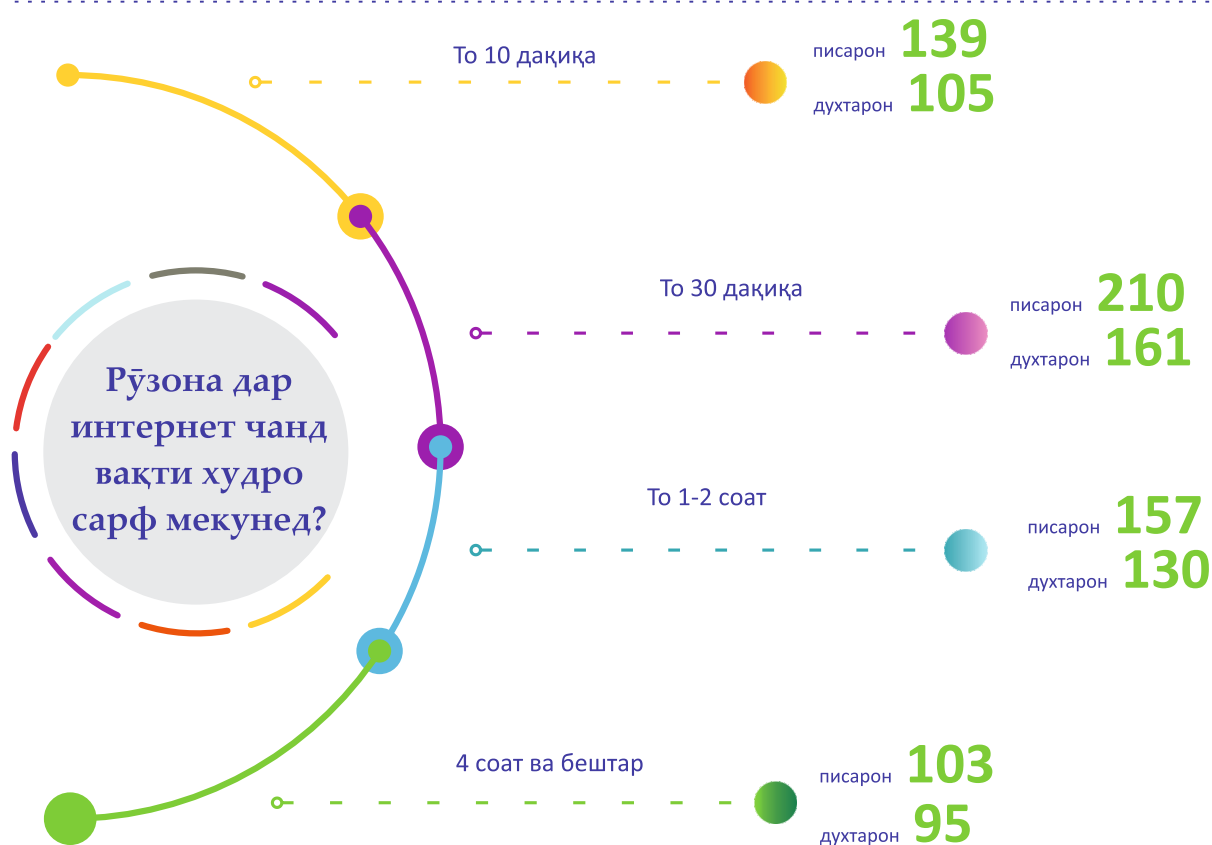 То 10 дақиқа
писарон 139
духтарон 105
То 30 дақиқа
писарон 210
духтарон 161
Рӯзона дар
интернет чанд
вақти худро
сарф мекунед?
То 1-2 соат
писарон 157
духтарон 130
4 соат ва бештар
писарон 103
духтарон 95